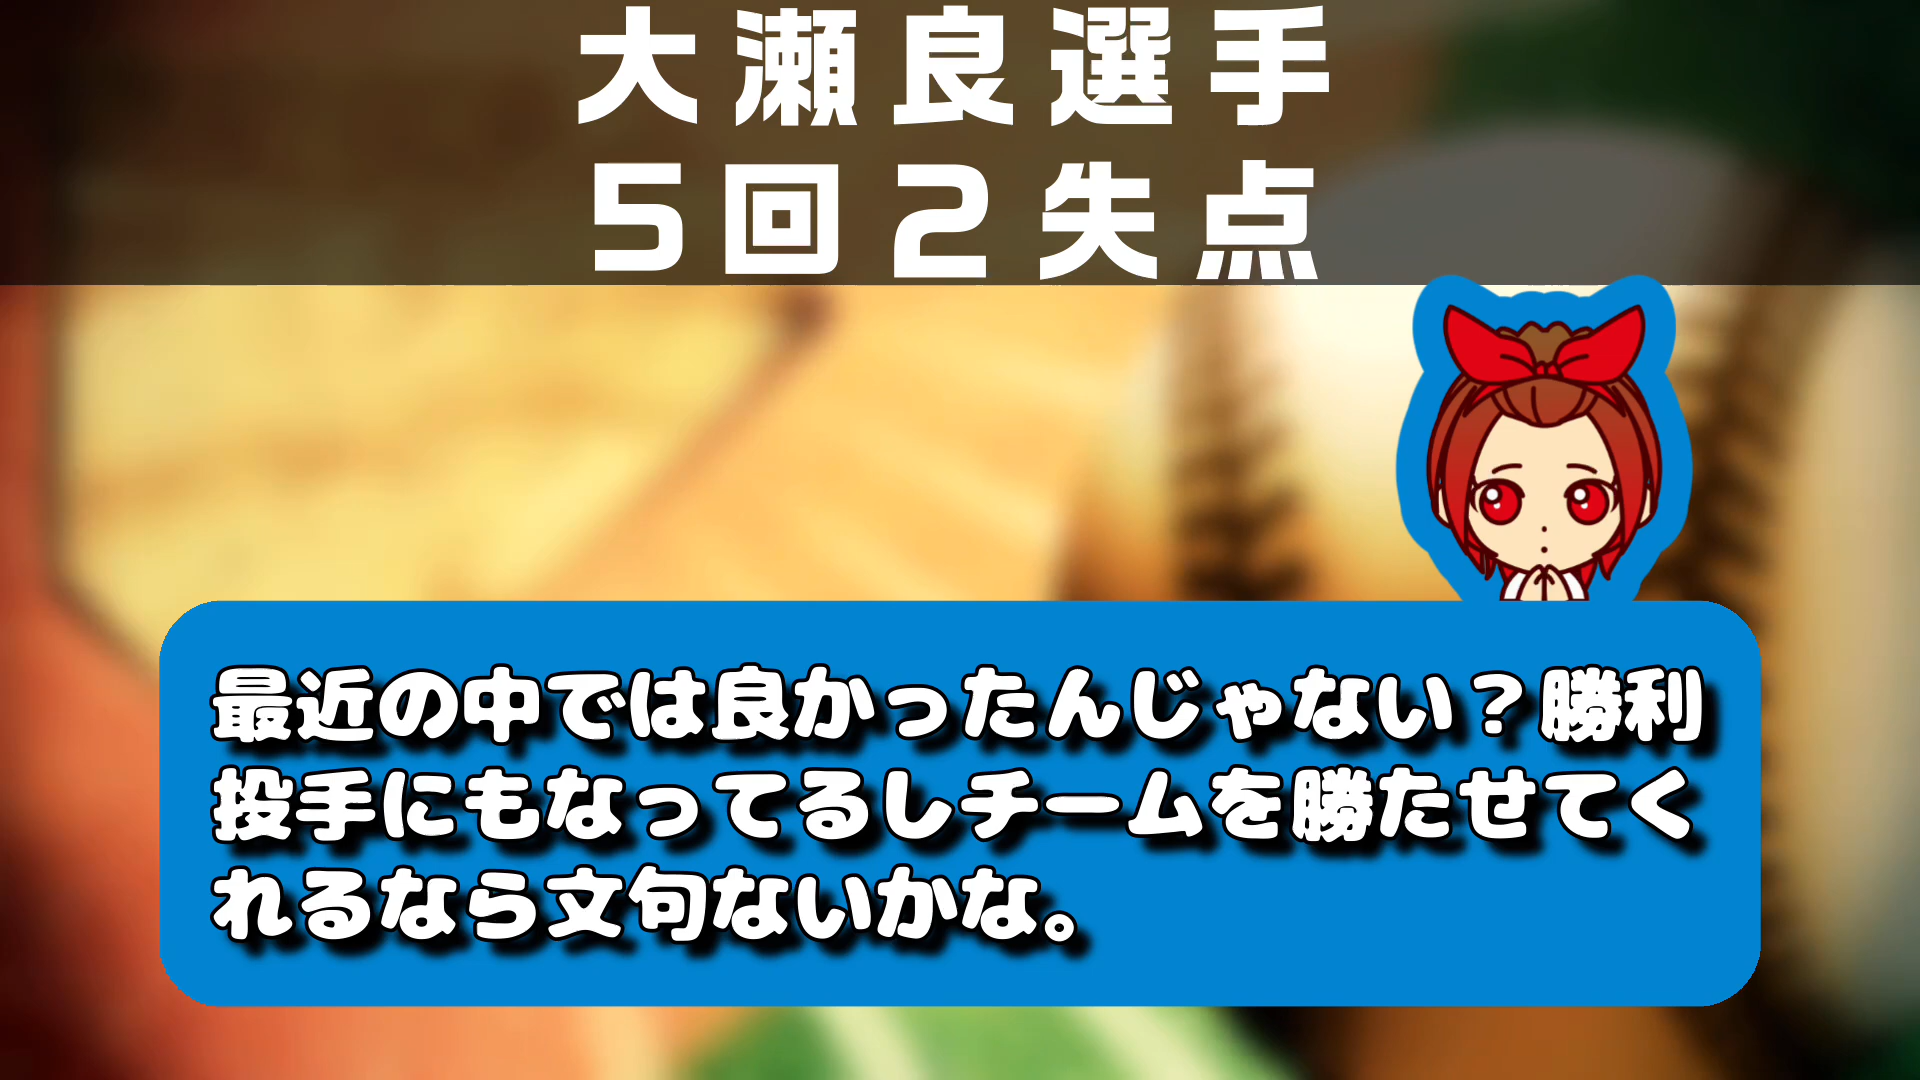 大瀬良選手
5回2失点
最近の中では良かったんじゃない？勝利
投手にもなってるしチームを勝たせてく
れるなら文句ないかな。